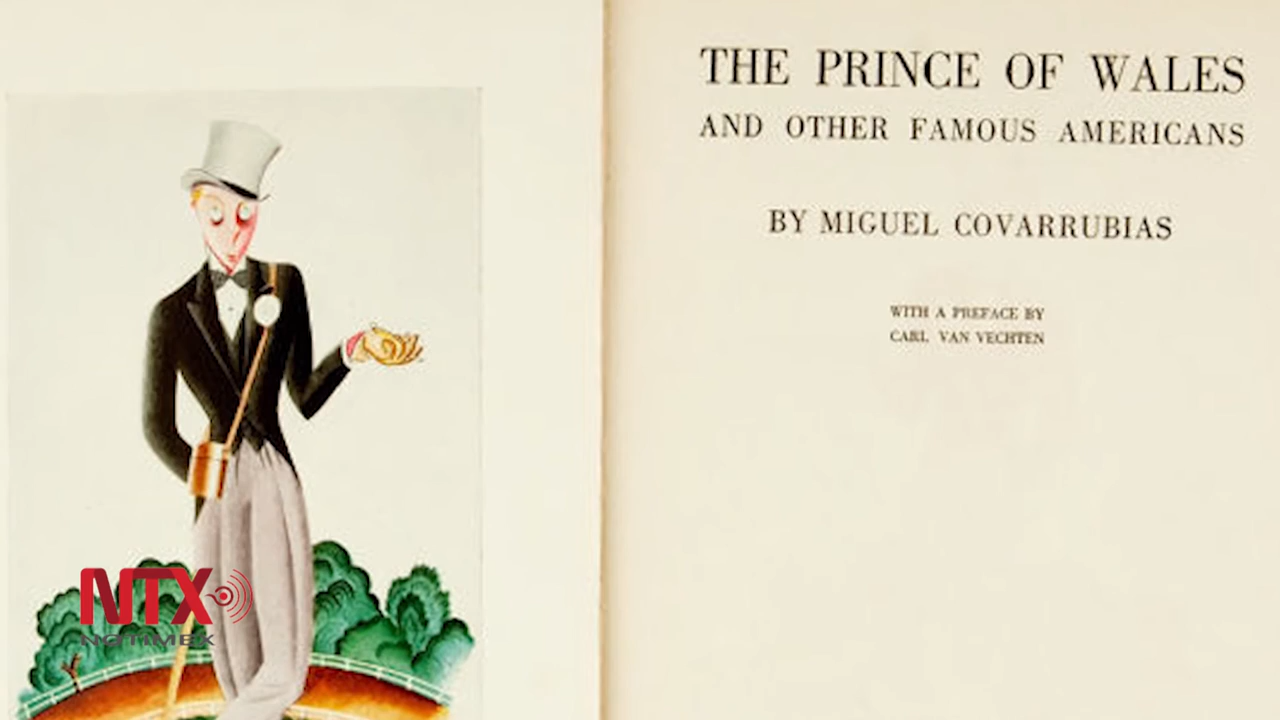 THE PRINCE OF WALES
AND OTHER FAMOUS AMERICANS
BY MIGUEL COVARRUBIAS
WITH A PREFACE BY
CARL VAN VECHTEN
NTX
NOTIMEX